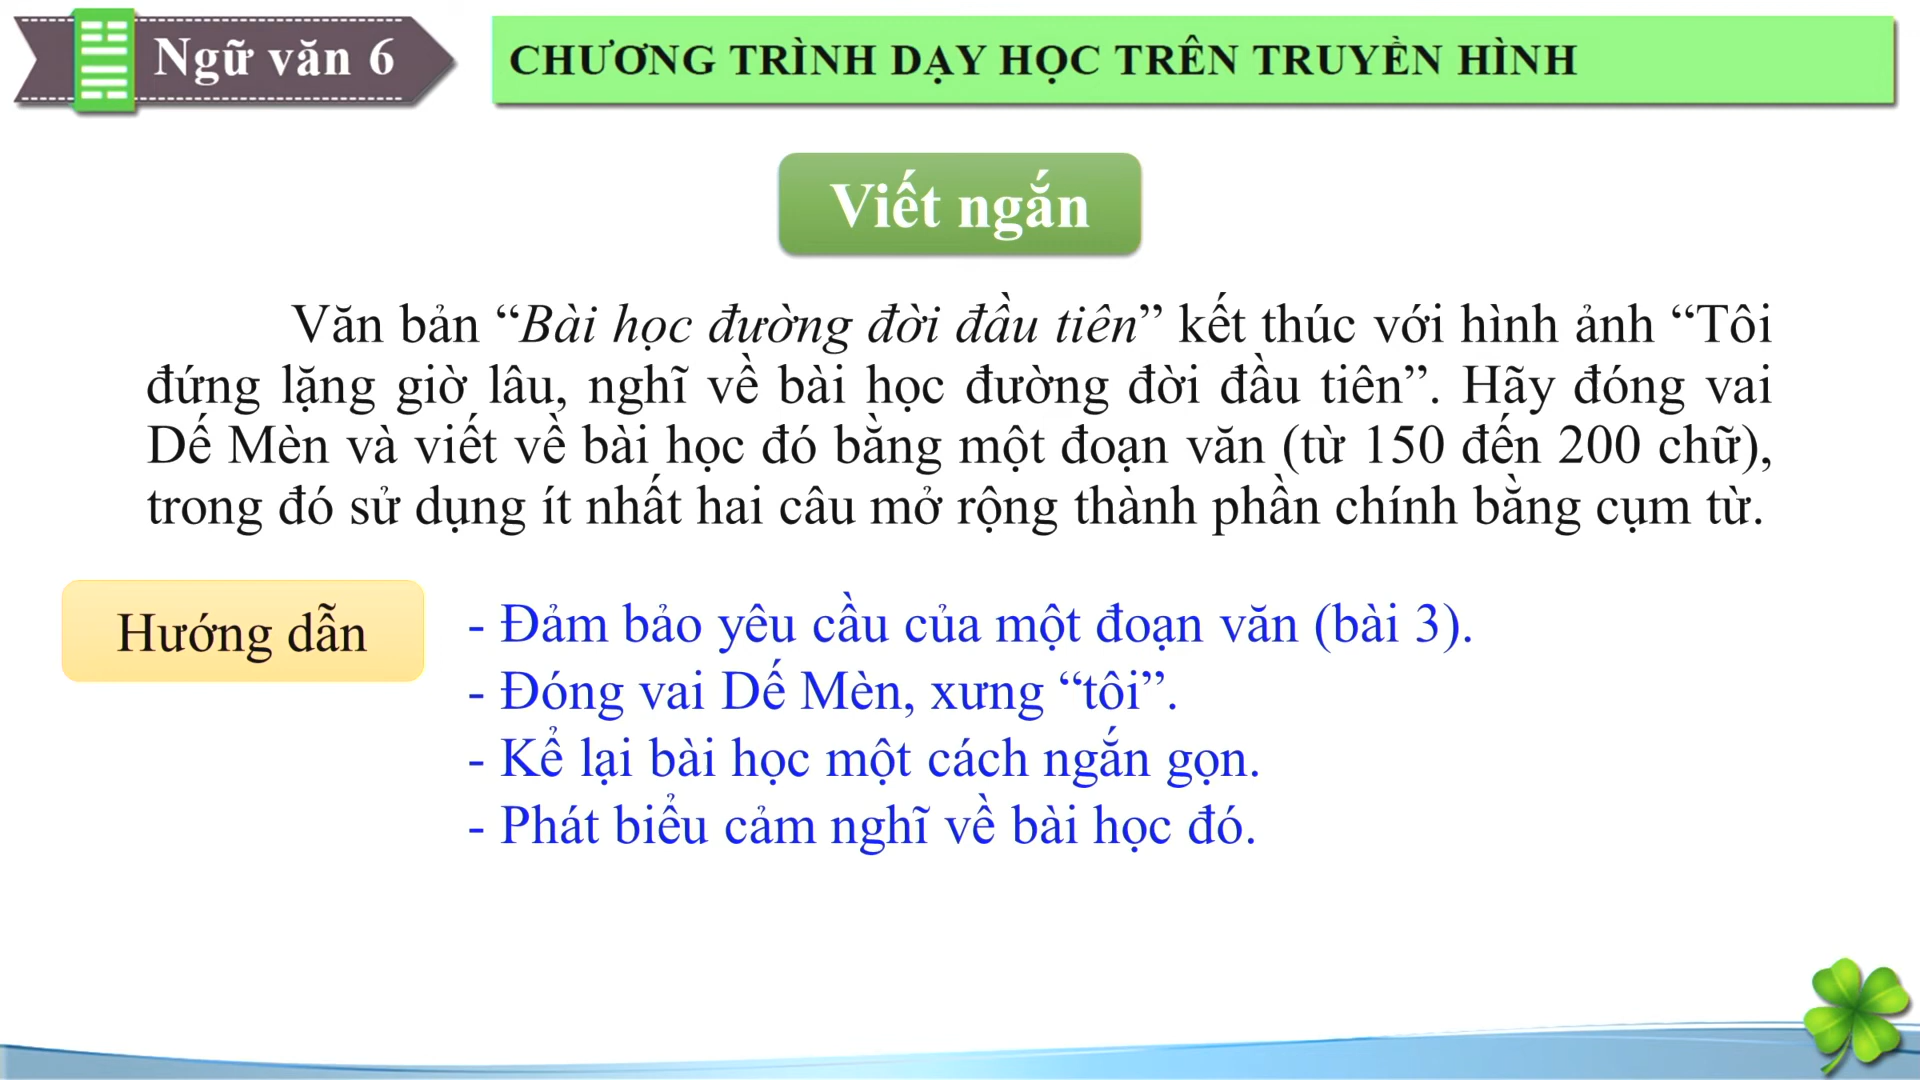 Ngữ văn 6
CHƯƠNG TRÌNH DẠY HỌC TRÊN TRUYỀN HÌNH
Viết ngắn
Văn bản “Bài học đường đời đầu tiên” kết thúc với hình ảnh “Tôi
đứng lặng giờ lâu, nghĩ về bài học đường đời đầu tiên”. Hãy đóng vai
Dế Mèn và viết về bài học đó bằng một đoạn văn (từ 150 đến 200 chữ),
trong đó sử dụng ít nhất hai câu mở rộng thành phần chính bằng cụm từ.
Hướng dẫn
- Đảm bảo yêu cầu của một đoạn văn (bài 3).
- Đóng vai Dế Mèn, xưng “tôi”.
- Kể lại bài học một cách ngắn gọn.
- Phát biểu cảm nghĩ về bài học đó.